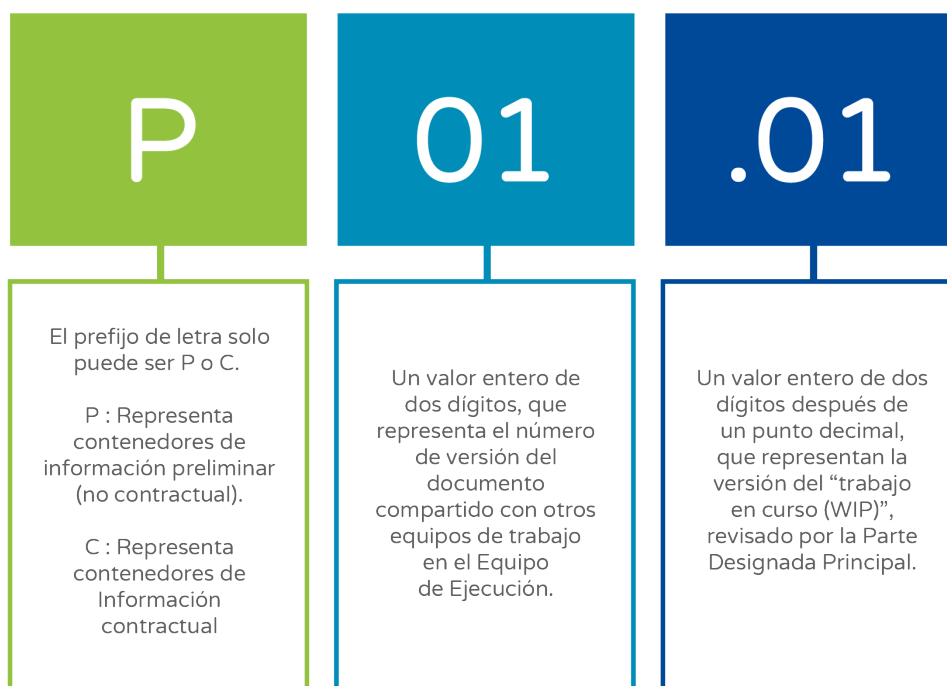 P
01
.01
El prefijo de letra solo
puede ser P o C.
P : Representa
contenedores de
información preliminar
(no contractual).
C : Representa
contenedores de
Información
contractual
Un valor entero de
dos dígitos, que
representa el número
de versión del
documento
compartido con otros
equipos de trabajo
en el Equipo
de Ejecución.
Un valor entero de dos
dígitos después de
un punto decimal,
que representan la
versión del “trabajo
en curso (WIP)”,
revisado por la Parte
Designada Principal.